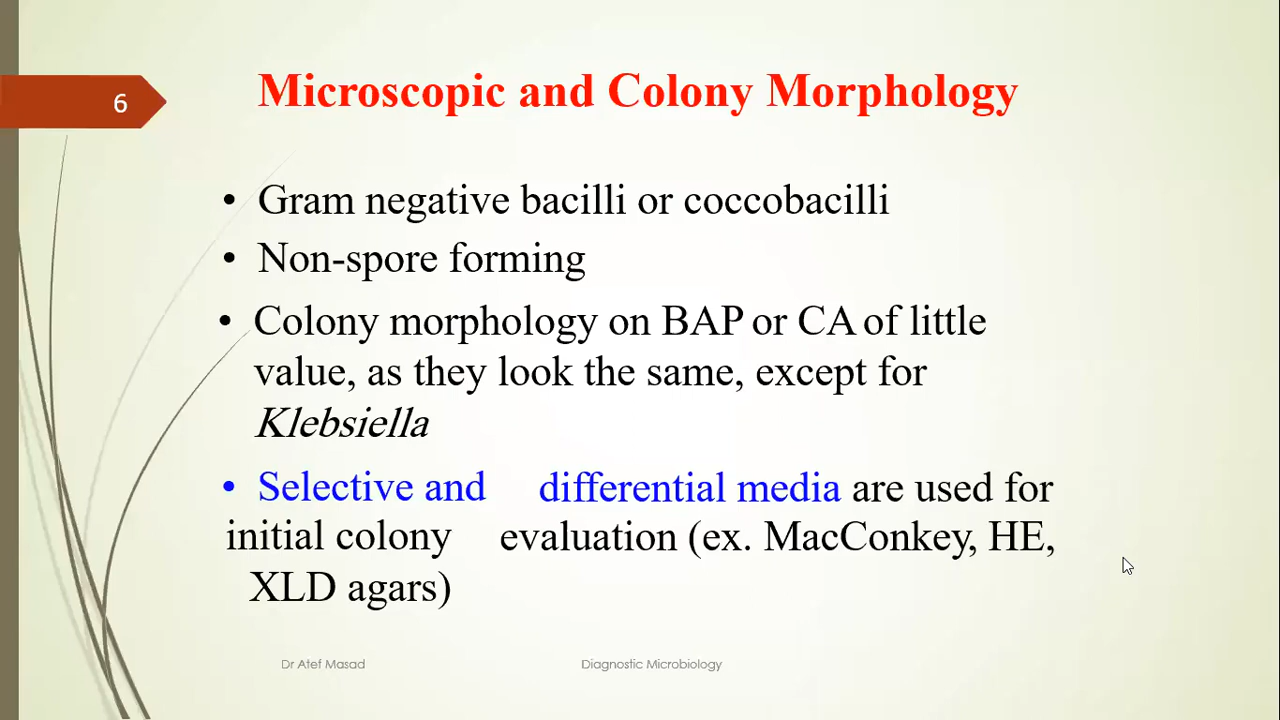 6
Microscopic and Colony Morphology
• Gram negative bacilli or coccobacilli
• Non-spore forming
• Colony morphology on BAP or CA of little
value, as they look the same, except for
Klebsiella
• Selective and differential media are used for
initial colony evaluation (ex. MacConkey, HE,
XLD agars)
Dr Atef Masad Diagnostic Microbiology